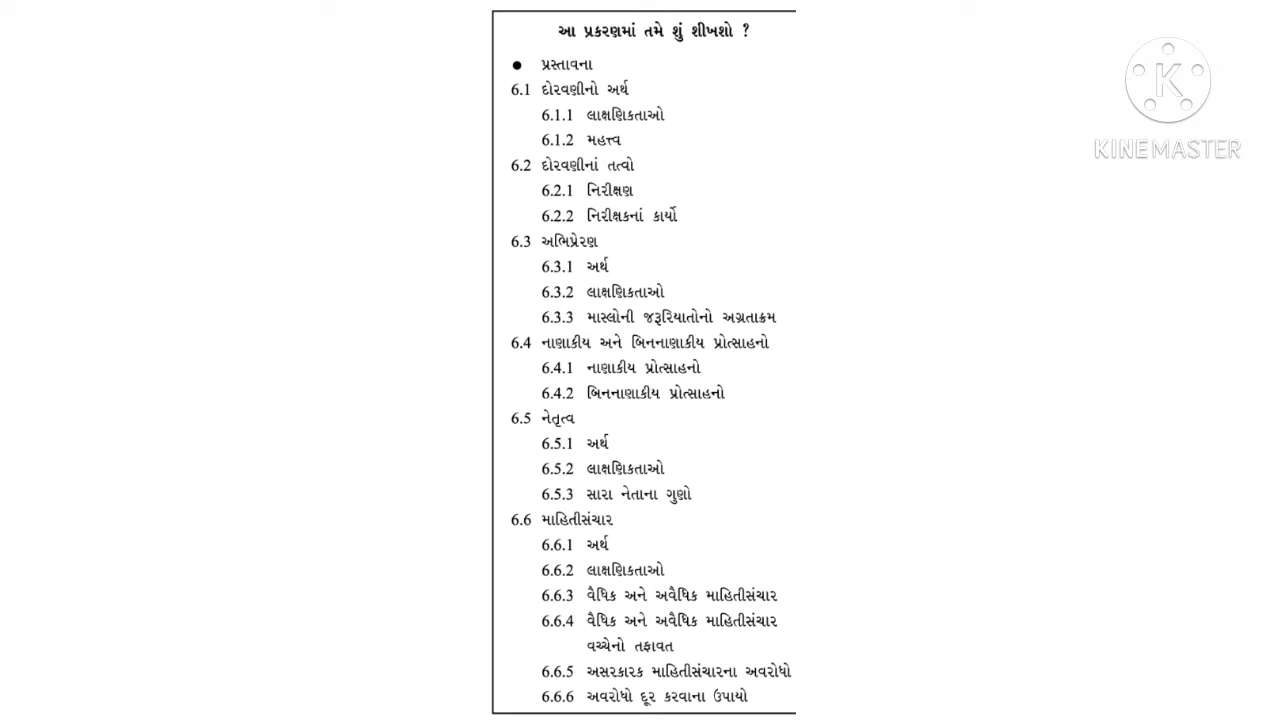 આ પ્રકરણમાં તમે શું શીખશો ?
● પ્રસ્તાવના
6.1 દોરવણીનો અર્થ
6.1.1 લાક્ષણિકતાઓ
6.1.2 મહત્ત્વ
6.2 દોરવણીનાં તત્વો
6.2.1 નિરીક્ષણ
6.2.2 નિરીક્ષકનાં કાર્યો
6.3 અભિપ્રેરણ
6.3.1 અર્થ
6.3.2 લાક્ષણિકતાઓ
6.3.3 માસ્લોની જરૂરિયાતોનો અગ્રતાક્રમ
6.4 નાણાકીય અને બિનનાણાકીય પ્રોત્સાહનો
6.4.1 નાણાકીય પ્રોત્સાહનો
6.4.2 બિનનાણાકીય પ્રોત્સાહનો
6.5 નેતૃત્વ
6.5.1 અર્થ
6.5.2 લાક્ષણિકતાઓ
6.5.3 સારા નેતાના ગુણો
6.6 માહિતીસંચાર
6.6.1 અર્થ
6.6.2 લાક્ષણિકતાઓ
6.6.3 વૈધિક અને અવૈધિક માહિતીસંચાર
6.6.4 વૈધિક અને અવૈધિક માહિતીસંચાર
વચ્ચેનો તફાવત
6.6.5 અસરકારક માહિતીસંચારના અવરોધો
6.6.6 અવરોધો દૂર કરવાના ઉપાયો
K
KINEMASTER